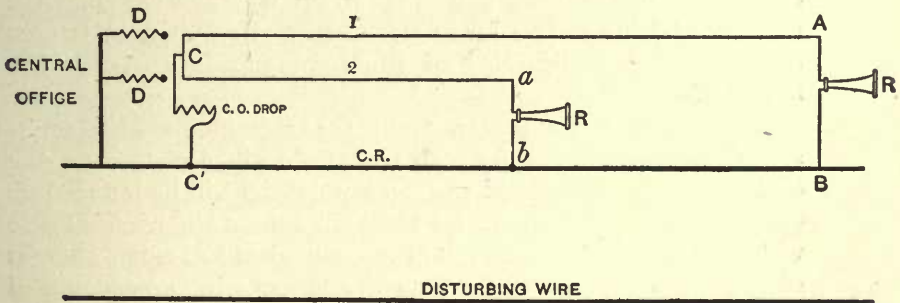 D
1
A
CENTRAL
OFFICE
C
D
2
a
R
C. O. DROP
R
C.R.
b
C'
B
DISTURBING WIRE